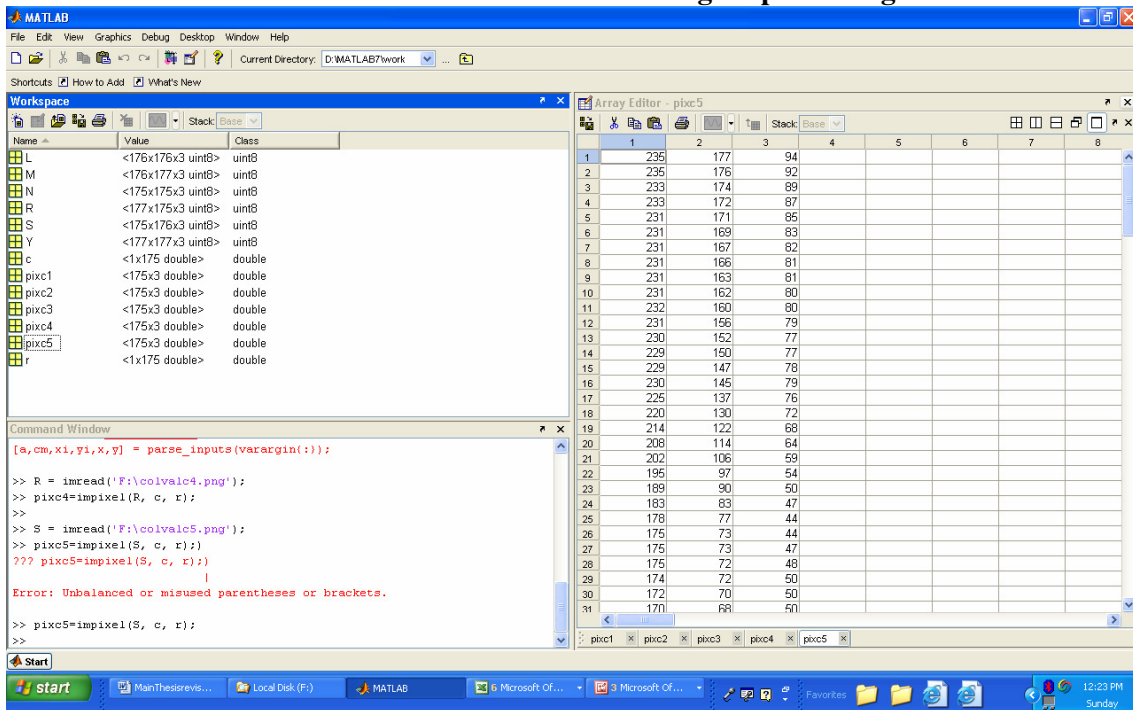 MATLAB
File Edit View Graphics Debug Desktop Window Help
Current Directory: D:\MATLAB7\work
Shortcuts How to Add What's New
Workspace
Stack: Base
Name Value Class
L <176x176x3 uint8> uint8
M <176x177x3 uint8> uint8
N <175x175x3 uint8> uint8
R <177x175x3 uint8> uint8
S <175x176x3 uint8> uint8
Y <177x177x3 uint8> uint8
c <1x175 double> double
pixc1 <175x3 double> double
pixc2 <175x3 double> double
pixc3 <175x3 double> double
pixc4 <175x3 double> double
pixc5 <175x3 double> double
r <1x175 double> double
Command Window
[a,cm,xi,yi,x,y] = parse_inputs(varargin{:});
>> R = imread('F:\colvalc4.png');
>> pixc4=impixel(R, c, r);
>>
>> S = imread('F:\colvalc5.png');
>> pixc5=impixel(S, c, r);)
??? pixc5=impixel(S, c, r);)
|
Error: Unbalanced or misused parentheses or brackets.
>> pixc5=impixel(S, c, r);
>>
Array Editor - pixc5
Stack: Base
1 2 3 4 5 6 7 8
1 235 177 94
2 235 176 92
3 233 174 89
4 233 172 87
5 231 171 85
6 231 169 83
7 231 167 82
8 231 166 81
9 231 163 81
10 231 162 80
11 232 160 80
12 231 156 79
13 230 152 77
14 229 150 77
15 229 147 78
16 230 145 79
17 225 137 76
18 220 130 72
19 214 122 68
20 208 114 64
21 202 106 59
22 195 97 54
23 189 90 50
24 183 83 47
25 178 77 44
26 175 73 44
27 175 73 47
28 175 72 48
29 174 72 50
30 172 70 50
31 170 68 50
pixc1 pixc2 pixc3 pixc4 pixc5
Start
start MainThesisrevis... Local Disk (F:) MATLAB 6 Microsoft Of... 3 Microsoft Of... Favorites 12:23 PM
Sunday